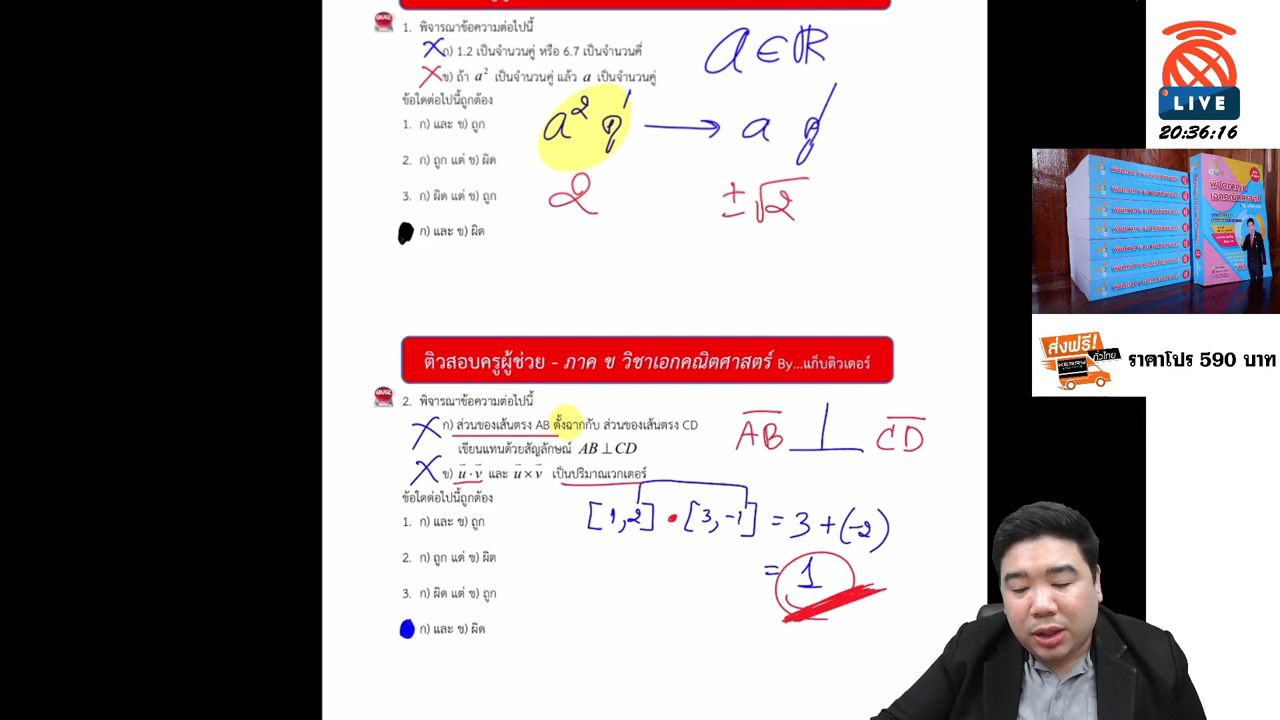 1. พิจารณาข้อความต่อไปนี้
ก) 1.2 เป็นจำนวนคู่ หรือ 6.7 เป็นจำนวนคี่
ข) ถ้า a² เป็นจำนวนคู่ แล้ว a เป็นจำนวนคู่
a ∈ ℝ
ข้อใดต่อไปนี้ถูกต้อง
1. ก) และ ข) ถูก
2. ก) ถูก แต่ ข) ผิด
3. ก) ผิด แต่ ข) ถูก
ก) และ ข) ผิด
a² → a
2 ±√2
ติวสอบครูผู้ช่วย - ภาค ข วิชาเอกคณิตศาสตร์ By...แก็บติวเตอร์
2. พิจารณาข้อความต่อไปนี้
ก) ส่วนของเส้นตรง AB ตั้งฉากกับ ส่วนของเส้นตรง CD
เขียนแทนด้วยสัญลักษณ์ AB ⊥ CD
ข) u⃗ · v⃗ และ u⃗ × v⃗ เป็นปริมาณเวกเตอร์
A̅B̅ ⊥ C̅D̅
ข้อใดต่อไปนี้ถูกต้อง
1. ก) และ ข) ถูก
2. ก) ถูก แต่ ข) ผิด
3. ก) ผิด แต่ ข) ถูก
ก) และ ข) ผิด
[1,2] • [3,-1] = 3+(-2)
= 1
LIVE
20:36:16
ส่งฟรี!
ทั่วไทย
KERRY
ราคาโปร 590 บาท